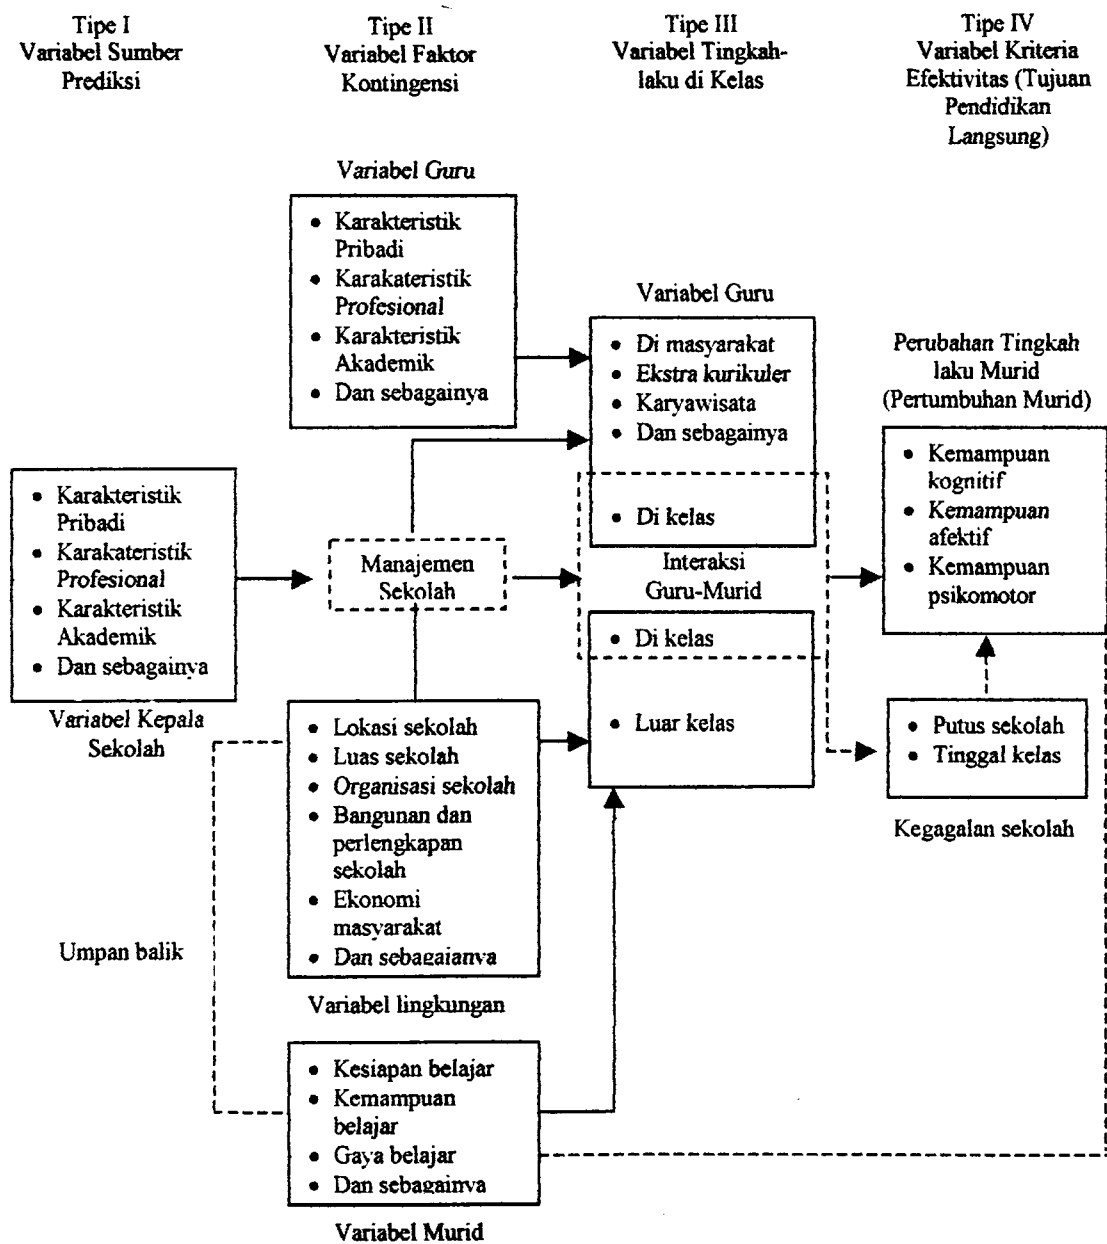 Tipe I
Variabel Sumber
Prediksi
Tipe II
Variabel Faktor
Kontingensi
Tipe III
Variabel Tingkah-
laku di Kelas
Tipe IV
Variabel Kriteria
Efektivitas (Tujuan
Pendidikan
Langsung)
Variabel Guru
• Karakteristik
Pribadi
• Karakateristik
Profesional
• Karakteristik
Akademik
• Dan sebagainya
Variabel Guru
• Di masyarakat
• Ekstra kurikuler
• Karyawisata
• Dan sebagainya
• Di kelas
Interaksi
Guru-Murid
• Di kelas
• Luar kelas
Perubahan Tingkah
laku Murid
(Pertumbuhan Murid)
• Kemampuan
kognitif
• Kemampuan
afektif
• Kemampuan
psikomotor
• Karakteristik
Pribadi
• Karakateristik
Profesional
• Karakteristik
Akademik
• Dan sebagainya
Variabel Kepala
Sekolah
Manajemen
Sekolah
• Lokasi sekolah
• Luas sekolah
• Organisasi sekolah
• Bangunan dan
perlengkapan
sekolah
• Ekonomi
masyarakat
• Dan sebagaianya
Variabel lingkungan
• Putus sekolah
• Tinggal kelas
Kegagalan sekolah
Umpan balik
• Kesiapan belajar
• Kemampuan
belajar
• Gaya belajar
• Dan sebagainya
Variabel Murid